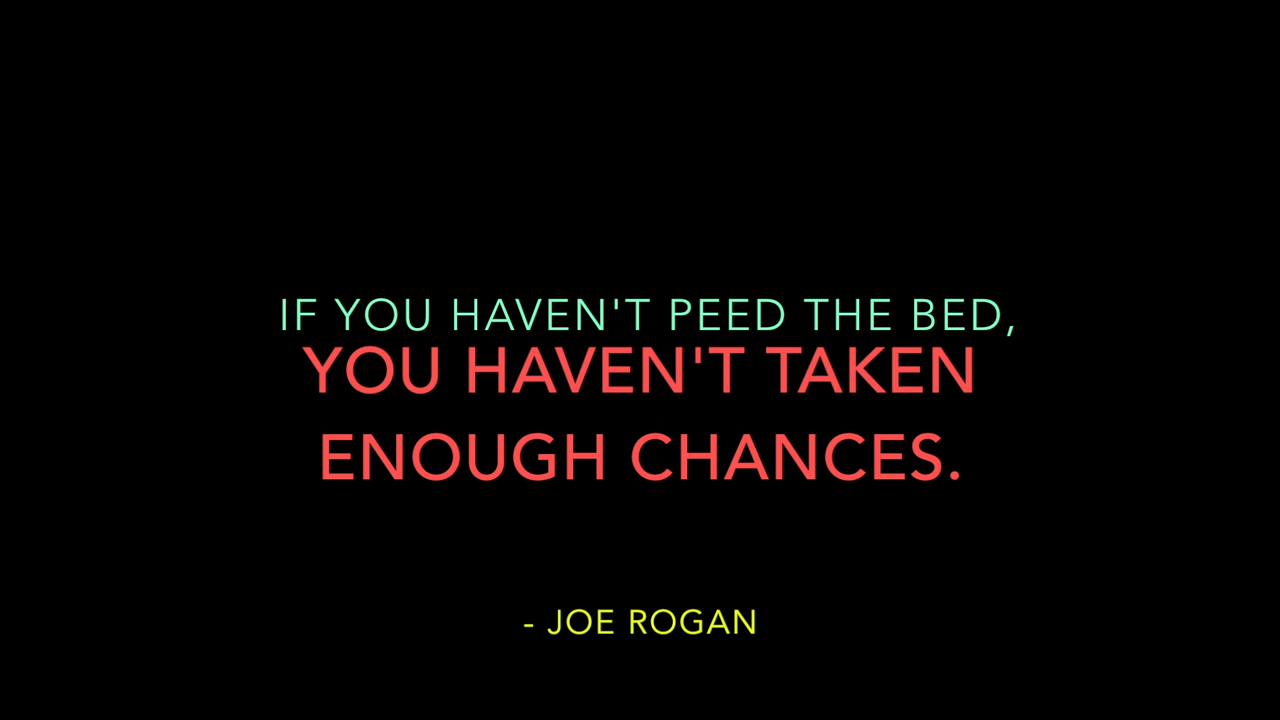 IF YOU HAVEN'T PEED THE BED,
YOU HAVEN'T TAKEN
ENOUGH CHANCES.
- JOE ROGAN